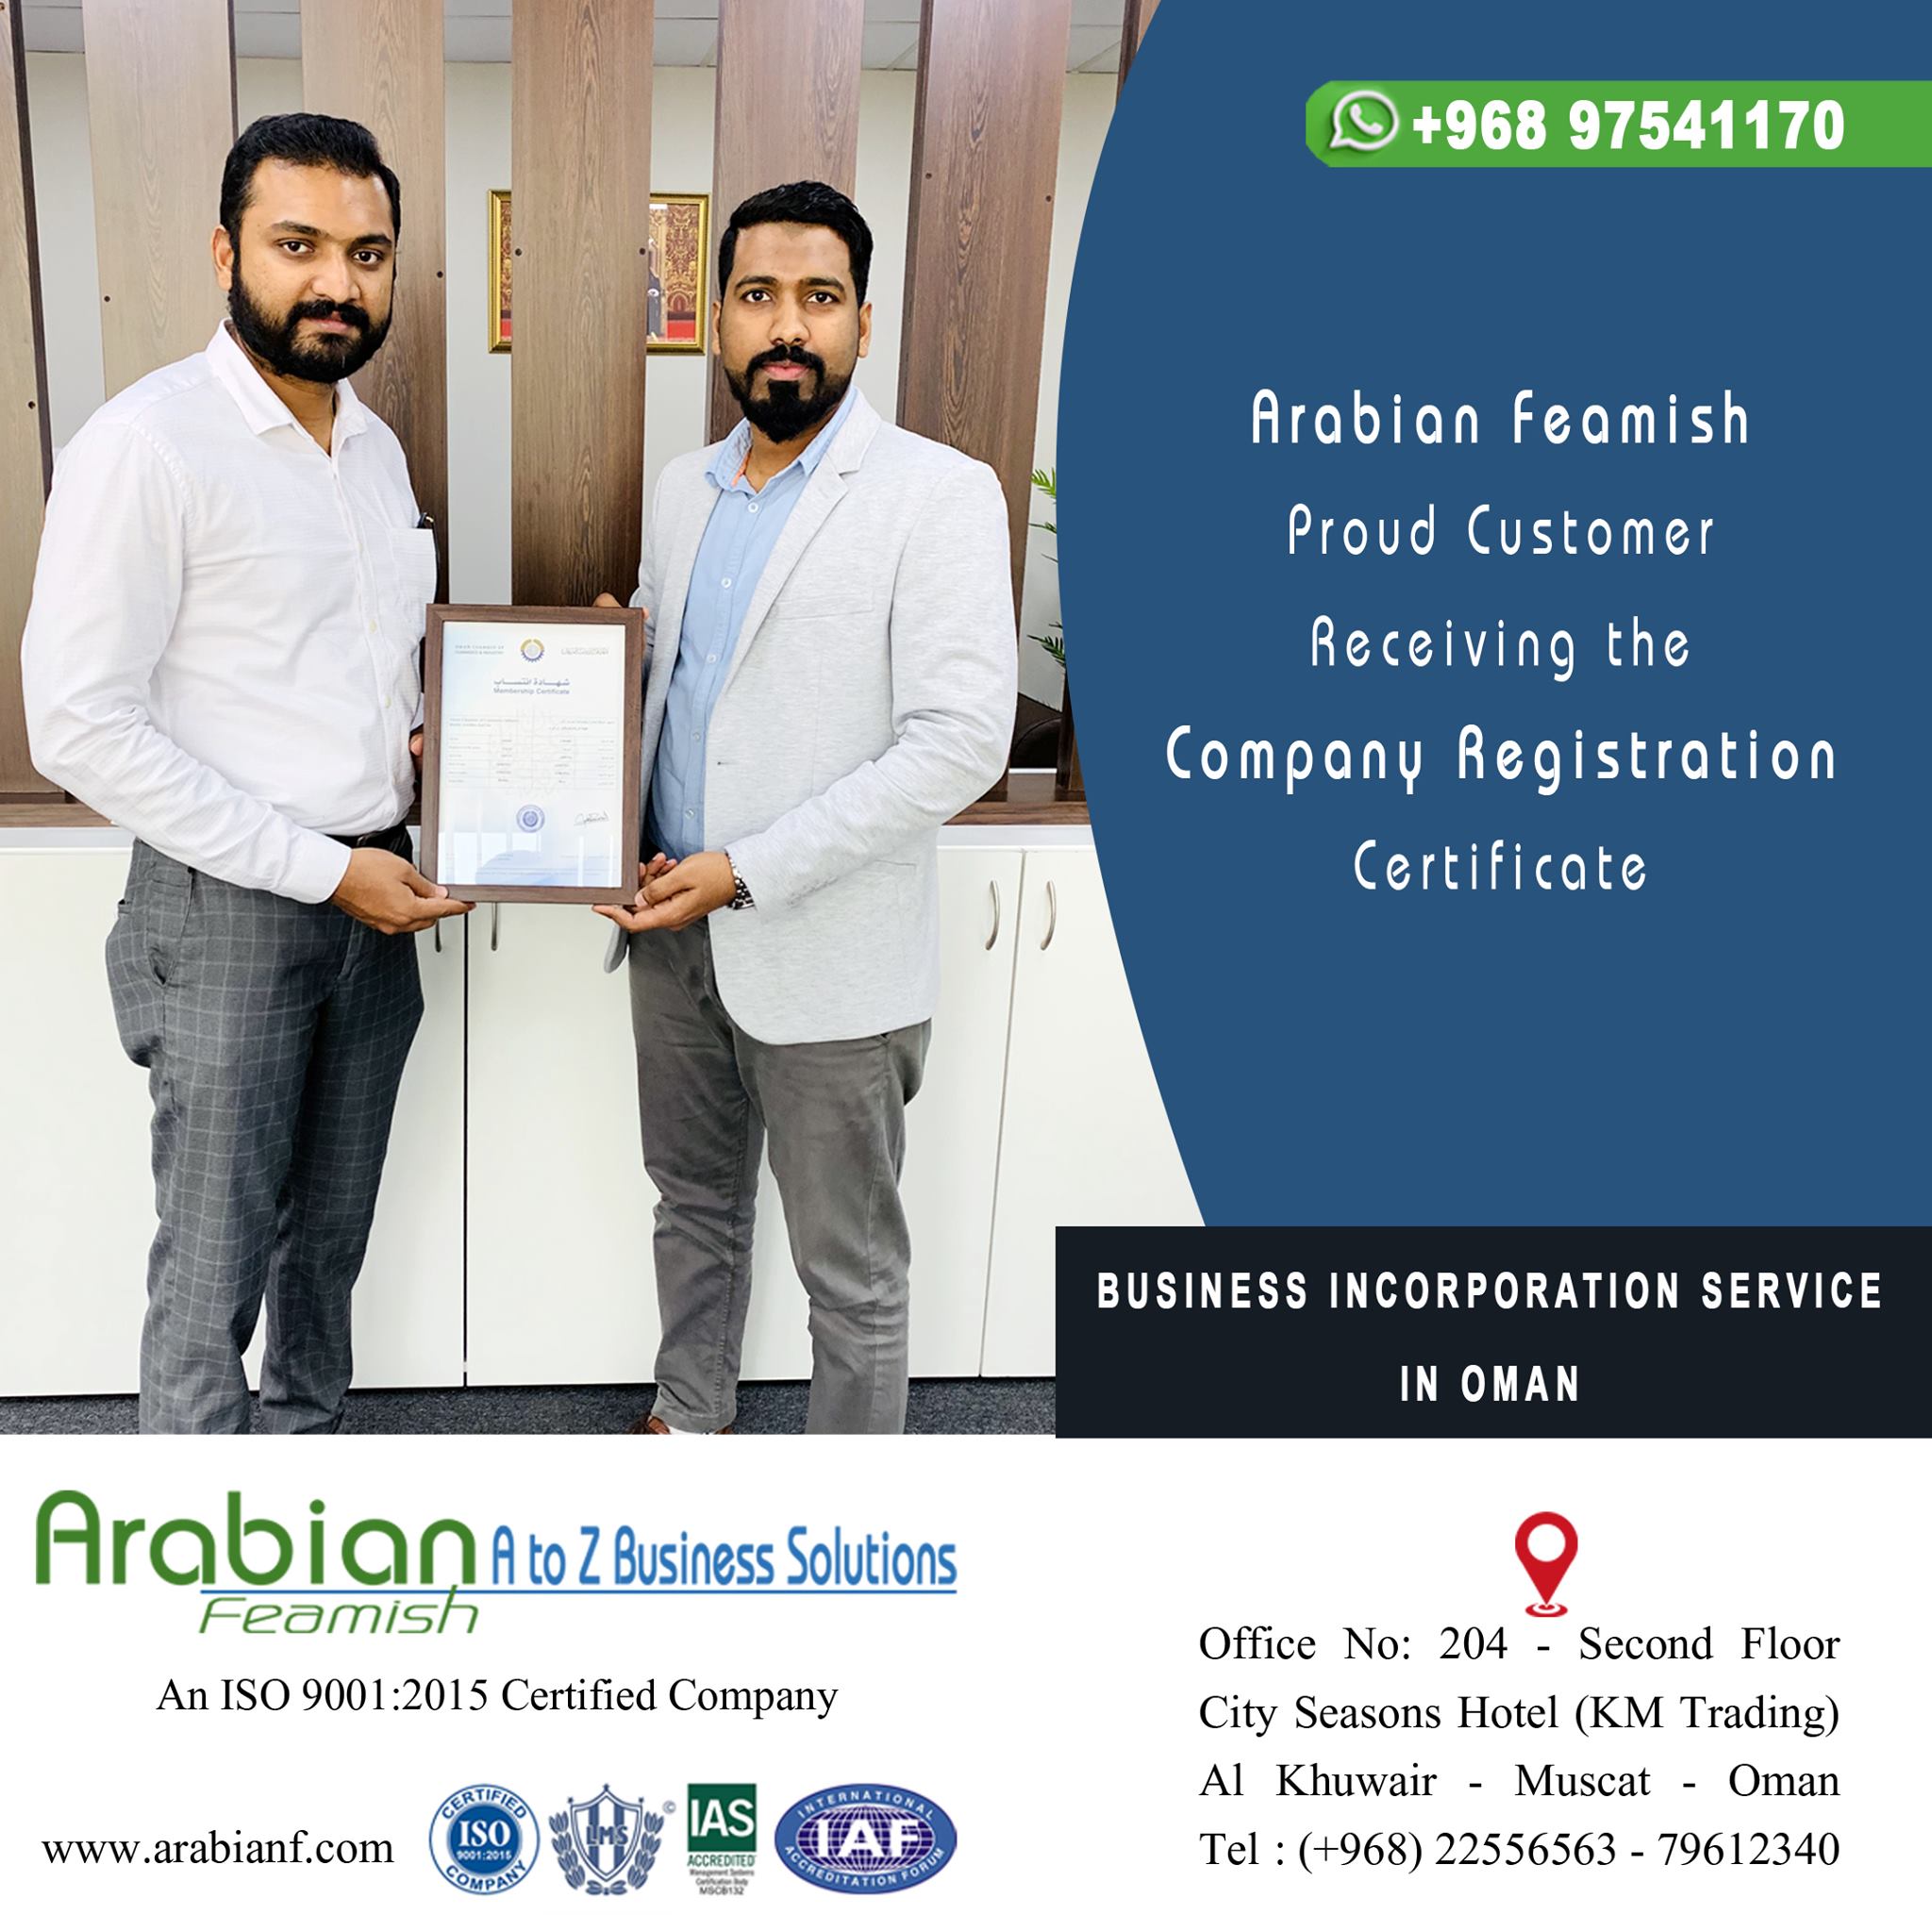 +968 97541170
Arabian Feamish
Proud Customer
Receiving the
Company Registration
Certificate
شهادة انتساب
Membership Certificate
BUSINESS INCORPORATION SERVICE
IN OMAN
Arabian A to Z Business Solutions
Feamish
An ISO 9001:2015 Certified Company
www.arabianf.com
CERTIFIED
ISO
9001:2015
COMPANY
LMS
©
IAS
ACCREDITED
Management Systems
Certification Body
MSCB132
INTERNATIONAL
IAF
ACCREDITATION FORUM
Office No: 204 - Second Floor
City Seasons Hotel (KM Trading)
Al Khuwair - Muscat - Oman
Tel : (+968) 22556563 - 79612340